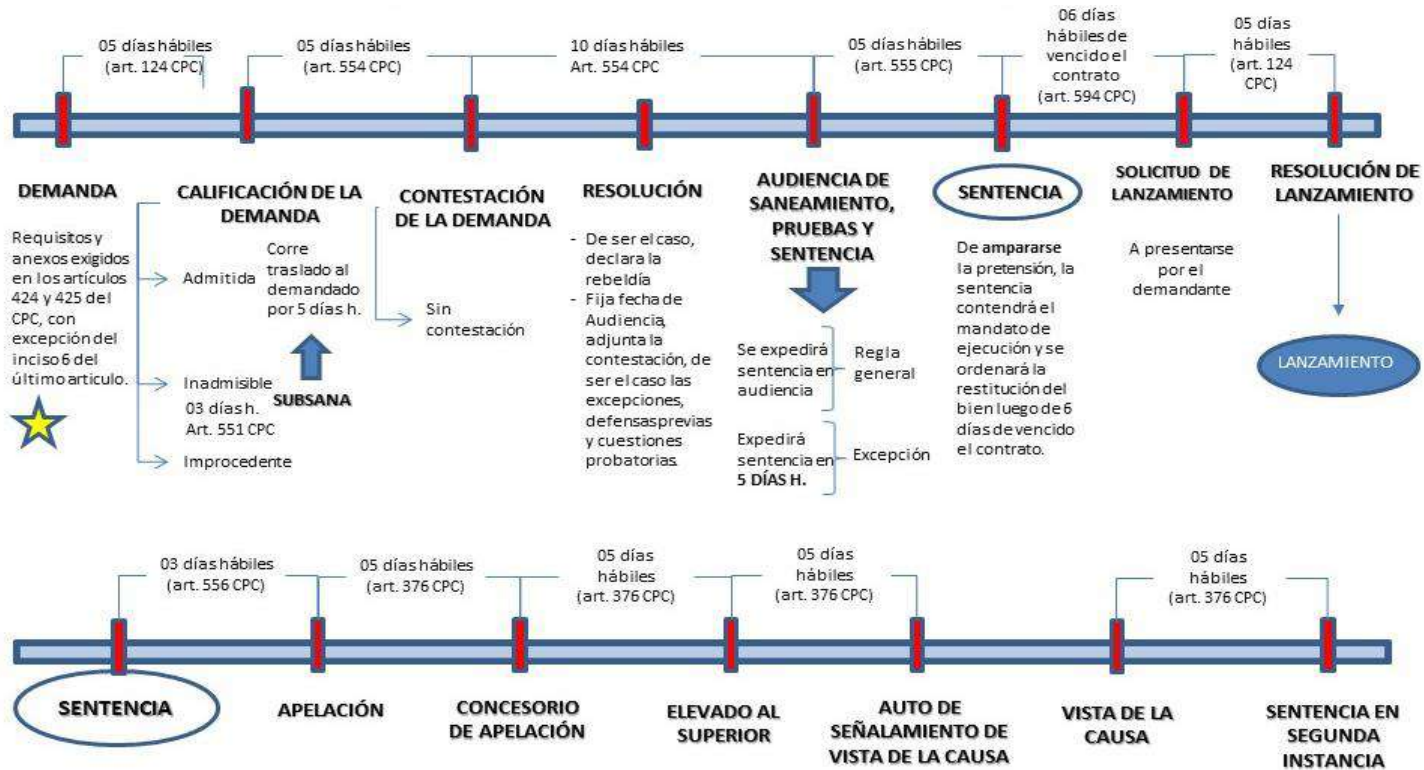 05 días hábiles
(art. 124 CPC)
05 días hábiles
(art. 554 CPC)
10 días hábiles
Art. 554 CPC
05 días hábiles
(art. 555 CPC)
06 días
hábiles de
vencido el
contrato
(art. 594 CPC)
05 días
hábiles
(art. 124
CPC)
DEMANDA
Requisitos y
anexos exigidos
en los artículos
424 y 425 del
CPC, con
excepción del
inciso 6 del
último articulo.
CALIFICACIÓN DE LA
DEMANDA
Admitida
Corre
traslado al
demandado
por 5 días h.
Inadmisible
03 días h.
Art. 551 CPC
SUBSANA
Improcedente
CONTESTACIÓN
DE LA DEMANDA
Sin
contestación
RESOLUCIÓN
- De ser el caso,
declara la
rebeldía
- Fija fecha de
Audiencia,
adjunta la
contestación, de
ser el caso las
excepciones,
defensas previas
y cuestiones
probatorias.
AUDIENCIA DE
SANEAMIENTO,
PRUEBAS Y
SENTENCIA
Se expedirá
sentencia en
audiencia
Regla
general
Expedirá
sentencia en
5 DÍAS H.
Excepción
SENTENCIA
De ampararse
la pretensión, la
sentencia
contendrá el
mandato de
ejecución y se
ordenará la
restitución del
bien luego de 6
días de vencido
el contrato.
SOLICITUD DE
LANZAMIENTO
A presentarse
por el
demandante
RESOLUCIÓN DE
LANZAMIENTO
LANZAMIENTO
03 días hábiles
(art. 556 CPC)
05 días hábiles
(art. 376 CPC)
05 días
hábiles
(art. 376 CPC)
05 días
hábiles
(art. 376 CPC)
05 días
hábiles
(art. 376 CPC)
SENTENCIA
APELACIÓN
CONCESORIO
DE APELACIÓN
ELEVADO AL
SUPERIOR
AUTO DE
SEÑALAMIENTO DE
VISTA DE LA CAUSA
VISTA DE LA
CAUSA
SENTENCIA EN
SEGUNDA
INSTANCIA